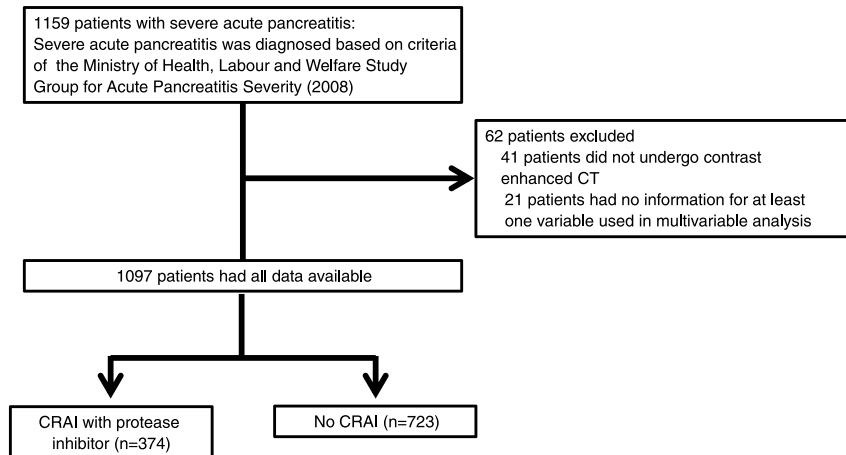 1159 patients with severe acute pancreatitis:
Severe acute pancreatitis was diagnosed based on criteria
of the Ministry of Health, Labour and Welfare Study
Group for Acute Pancreatitis Severity (2008)
62 patients excluded
41 patients did not undergo contrast
enhanced CT
21 patients had no information for at least
one variable used in multivariable analysis
1097 patients had all data available
CRAI with protease
inhibitor (n=374)
No CRAI (n=723)